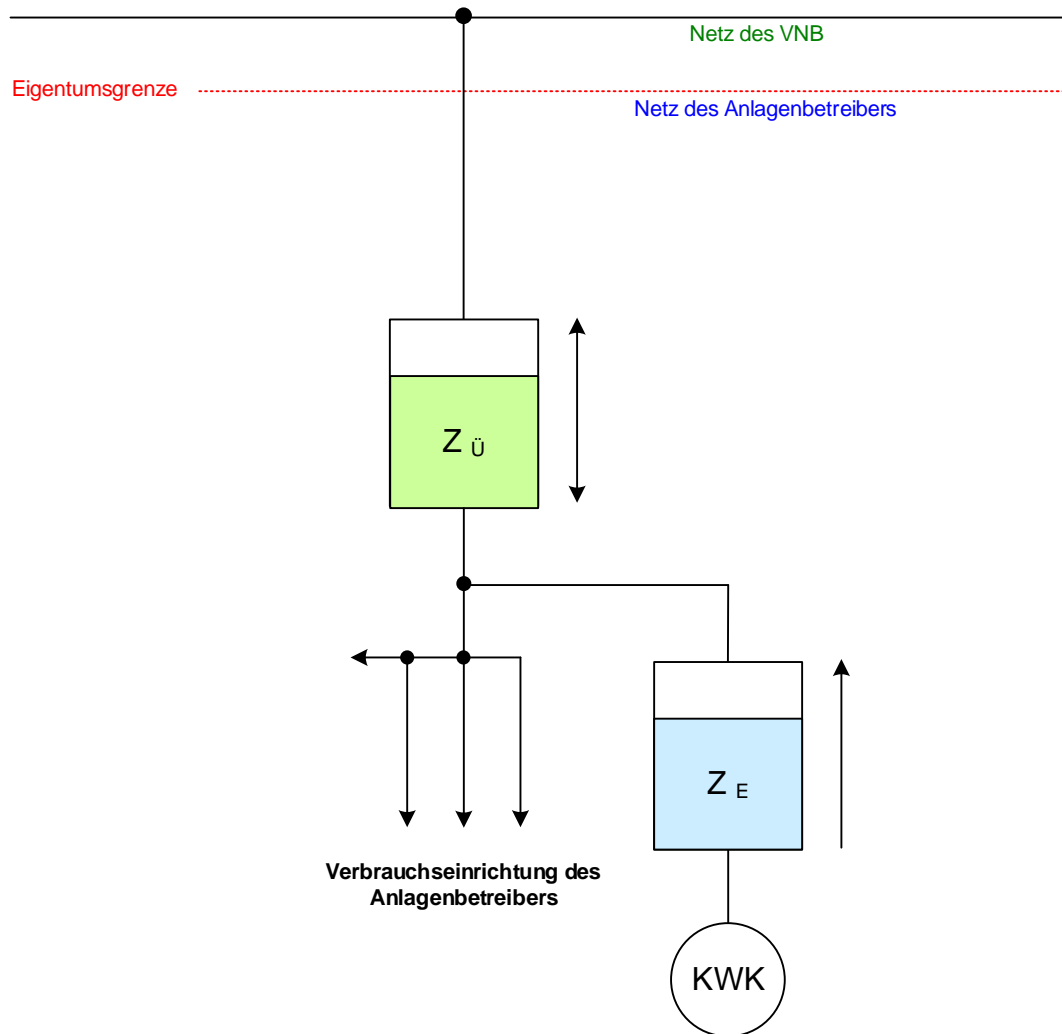 Netz des VNB
Eigentumsgrenze
Netz des Anlagenbetreibers
Z Ü
Z E
Verbrauchseinrichtung des
Anlagenbetreibers
KWK